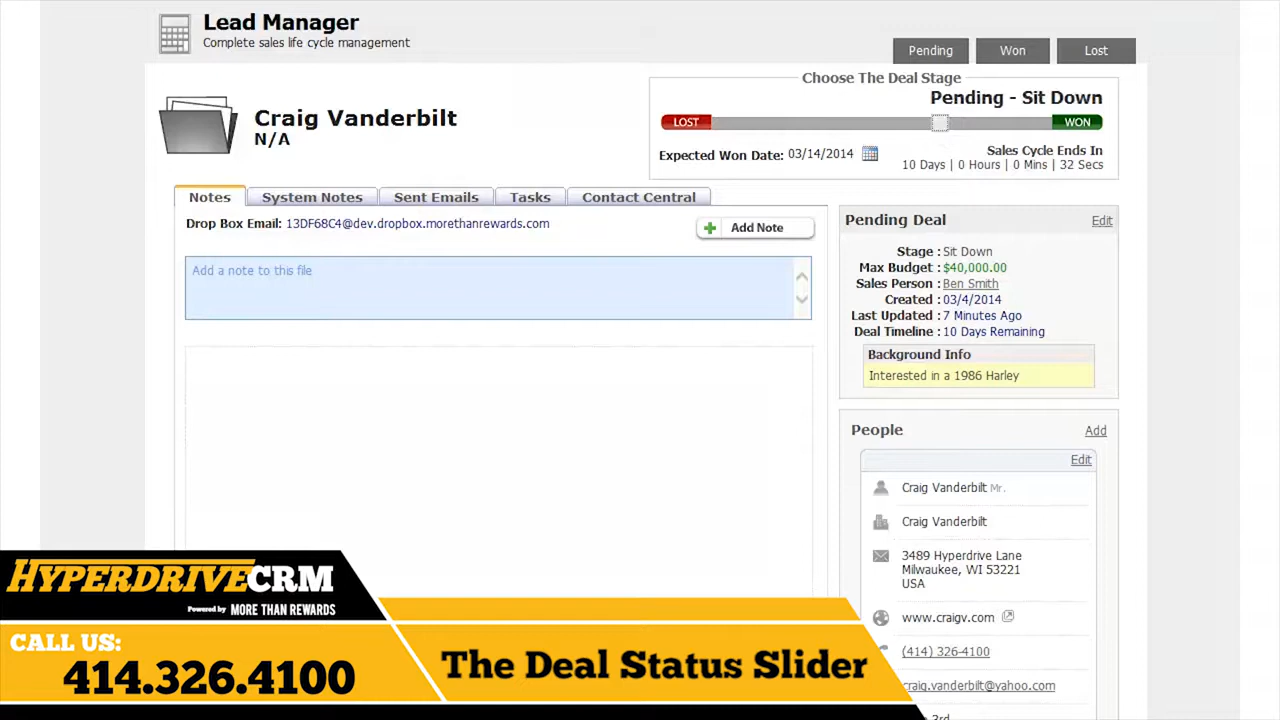 Lead Manager
Complete sales life cycle management
Pending
Won
Lost
Choose The Deal Stage
Pending - Sit Down
LOST
WON
Expected Won Date: 03/14/2014
Sales Cycle Ends In
10 Days | 0 Hours | 0 Mins | 32 Secs
Craig Vanderbilt
N/A
Notes
System Notes
Sent Emails
Tasks
Contact Central
Drop Box Email: 13DF68C4@dev.dropbox.morethanrewards.com
Add Note
Add a note to this file
Pending Deal
Edit
Stage : Sit Down
Max Budget : $40,000.00
Sales Person : Ben Smith
Created : 03/4/2014
Last Updated : 7 Minutes Ago
Deal Timeline : 10 Days Remaining
Background Info
Interested in a 1986 Harley
People
Add
Edit
Craig Vanderbilt Mr.
Craig Vanderbilt
3489 Hyperdrive Lane
Milwaukee, WI 53221
USA
www.craigv.com
(414) 326-4100
craig.vanderbilt@yahoo.com
HYPERDRIVECRM
Powered by MORE THAN REWARDS
CALL US:
414.326.4100
The Deal Status Slider